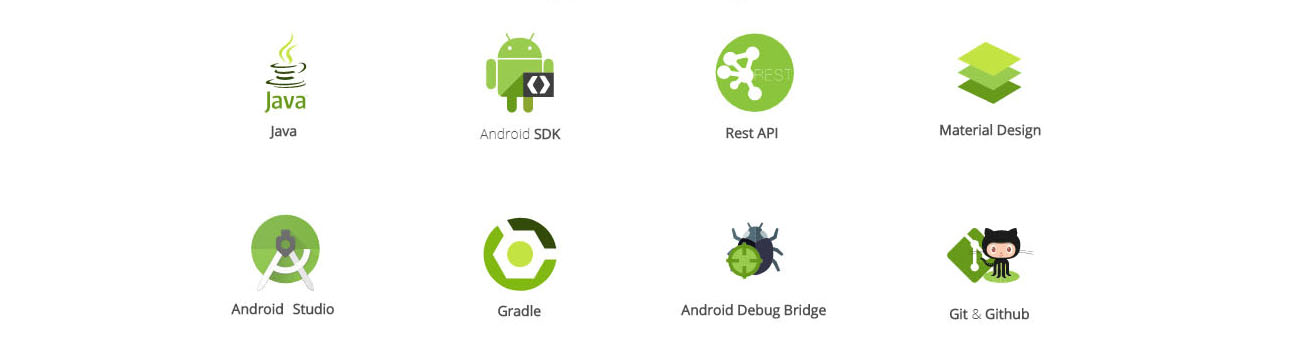 REST
Java
Java
Android SDK
Rest API
Material Design
Android Studio
Gradle
Android Debug Bridge
Git & Github